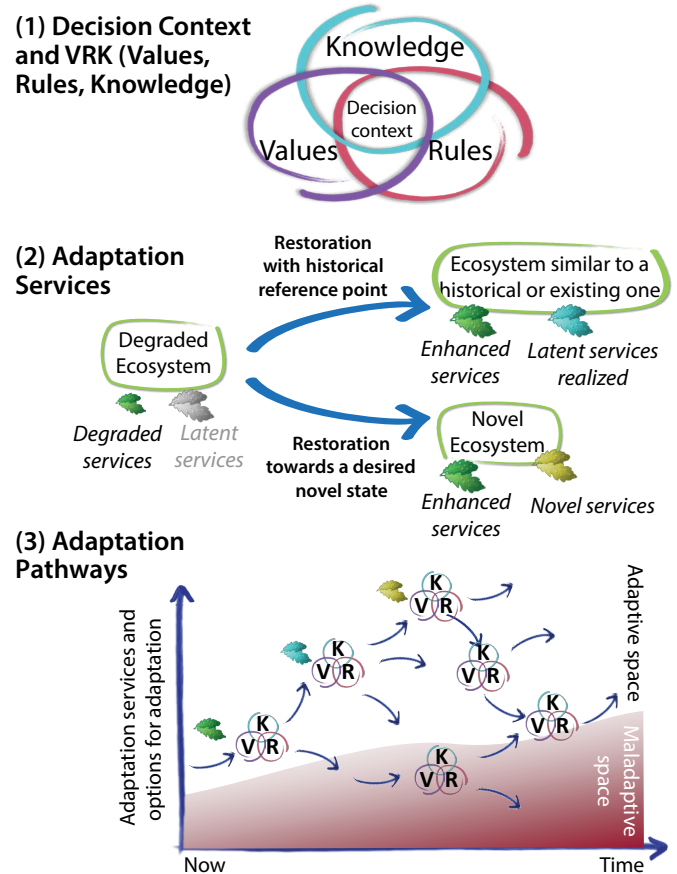 (1) Decision Context
and VRK (Values,
Rules, Knowledge)
Knowledge
Decision
context
Values
Rules
(2) Adaptation
Services
Restoration
with historical
reference point
Ecosystem similar to a
historical or existing one
Degraded
Ecosystem
Enhanced
services
Latent services
realized
Degraded
services
Latent
services
Novel
Ecosystem
Restoration
towards a desired
novel state
Enhanced
services
Novel services
(3) Adaptation
Pathways
Adaptation services and
options for adaptation
K
V R
K
V R
K
V R
K
V R
K
V R
K
V R
Adaptive space
Maladaptive
space
Now
Time